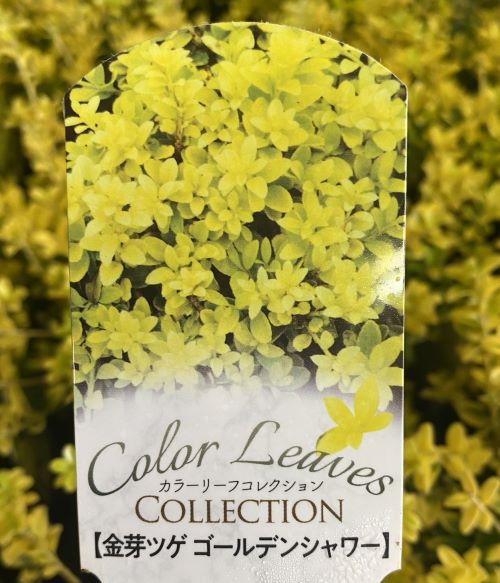 Color Leaves
カラーリーフコレクション
COLLECTION
【金芽ツゲ ゴールデンシャワー】